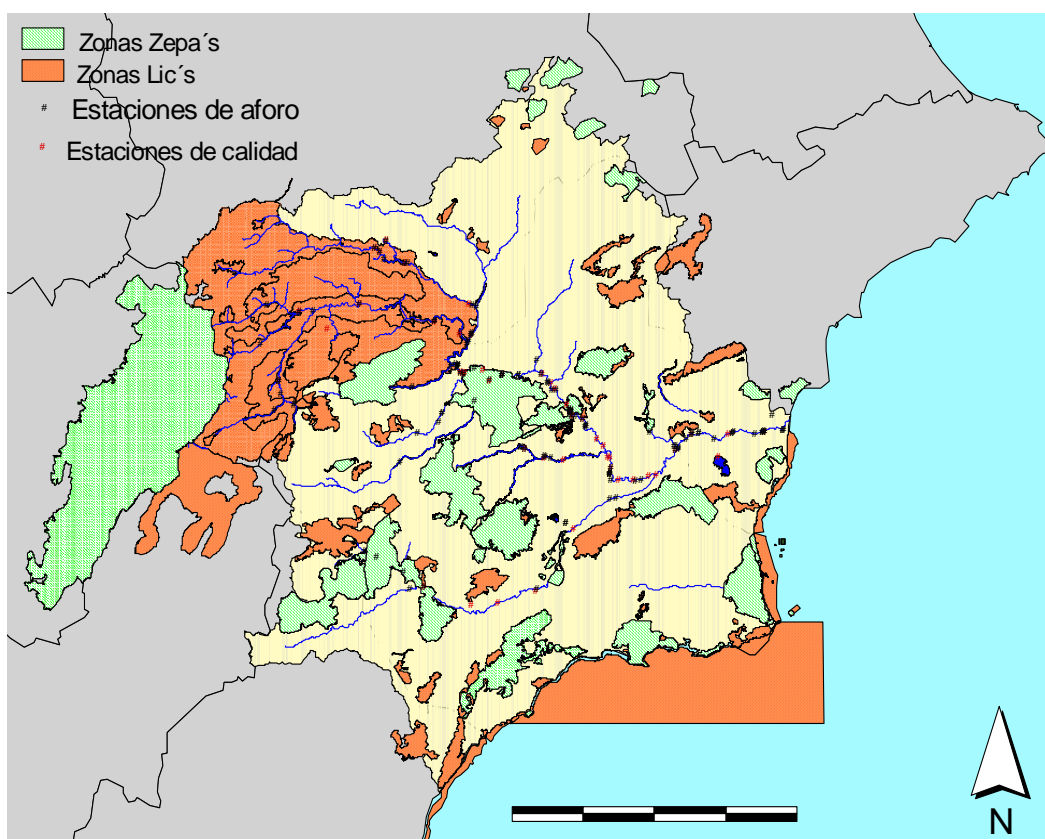 Zonas Zepa´s
Zonas Lic´s
# Estaciones de aforo
# Estaciones de calidad
N